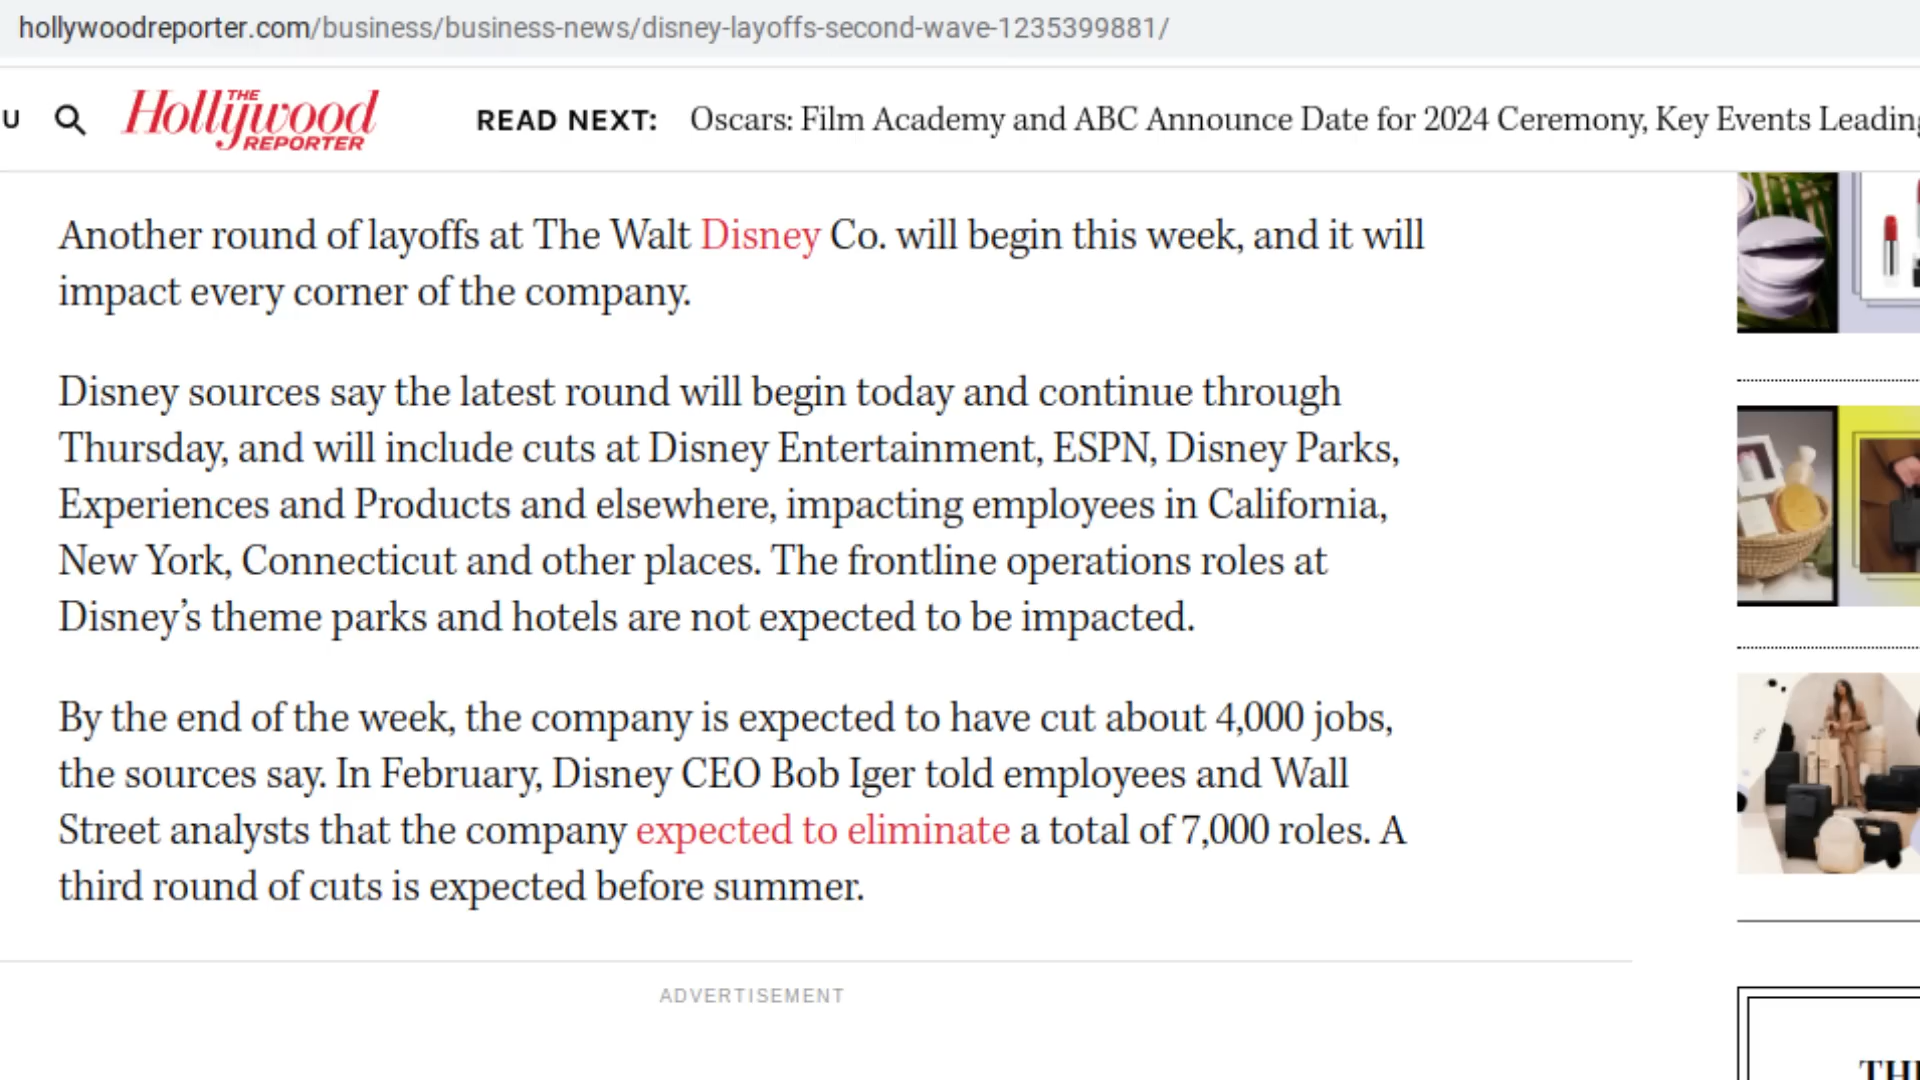 hollywoodreporter.com/business/business-news/disney-layoffs-second-wave-1235399881/
U
THE
Hollywood
REPORTER
READ NEXT: Oscars: Film Academy and ABC Announce Date for 2024 Ceremony, Key Events Leading
Another round of layoffs at The Walt Disney Co. will begin this week, and it will
impact every corner of the company.
Disney sources say the latest round will begin today and continue through
Thursday, and will include cuts at Disney Entertainment, ESPN, Disney Parks,
Experiences and Products and elsewhere, impacting employees in California,
New York, Connecticut and other places. The frontline operations roles at
Disney’s theme parks and hotels are not expected to be impacted.
By the end of the week, the company is expected to have cut about 4,000 jobs,
the sources say. In February, Disney CEO Bob Iger told employees and Wall
Street analysts that the company expected to eliminate a total of 7,000 roles. A
third round of cuts is expected before summer.
ADVERTISEMENT